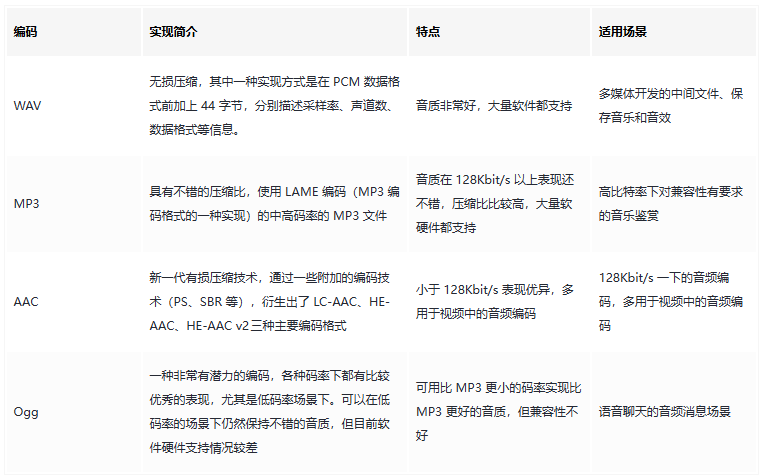 编码 实现简介 特点 适用场景
WAV
无损压缩，其中一种实现方式是在 PCM 数据格
式前加上 44 字节，分别描述采样率、声道数、
数据格式等信息。
音质非常好，大量软件都支持
多媒体开发的中间文件、保
存音乐和音效
MP3
具有不错的压缩比，使用 LAME 编码（MP3 编
码格式的一种实现）的中高码率的 MP3 文件
音质在 128Kbit/s 以上表现还
不错，压缩比比较高，大量软
硬件都支持
高比特率下对兼容性有要求
的音乐鉴赏
AAC
新一代有损压缩技术，通过一些附加的编码技
术（PS、SBR 等），衍生出了 LC-AAC、HE-
AAC、HE-AAC v2 三种主要编码格式
小于 128Kbit/s 表现优异，多
用于视频中的音频编码
128Kbit/s 一下的音频编
码，多用于视频中的音频编
码
Ogg
一种非常有潜力的编码，各种码率下都有比较
优秀的表现，尤其是低码率场景下。可以在低
码率的场景下仍然保持不错的音质，但目前软
件硬件支持情况较差
可用比 MP3 更小的码率实现比
MP3 更好的音质，但兼容性不
好
语音聊天的音频消息场景